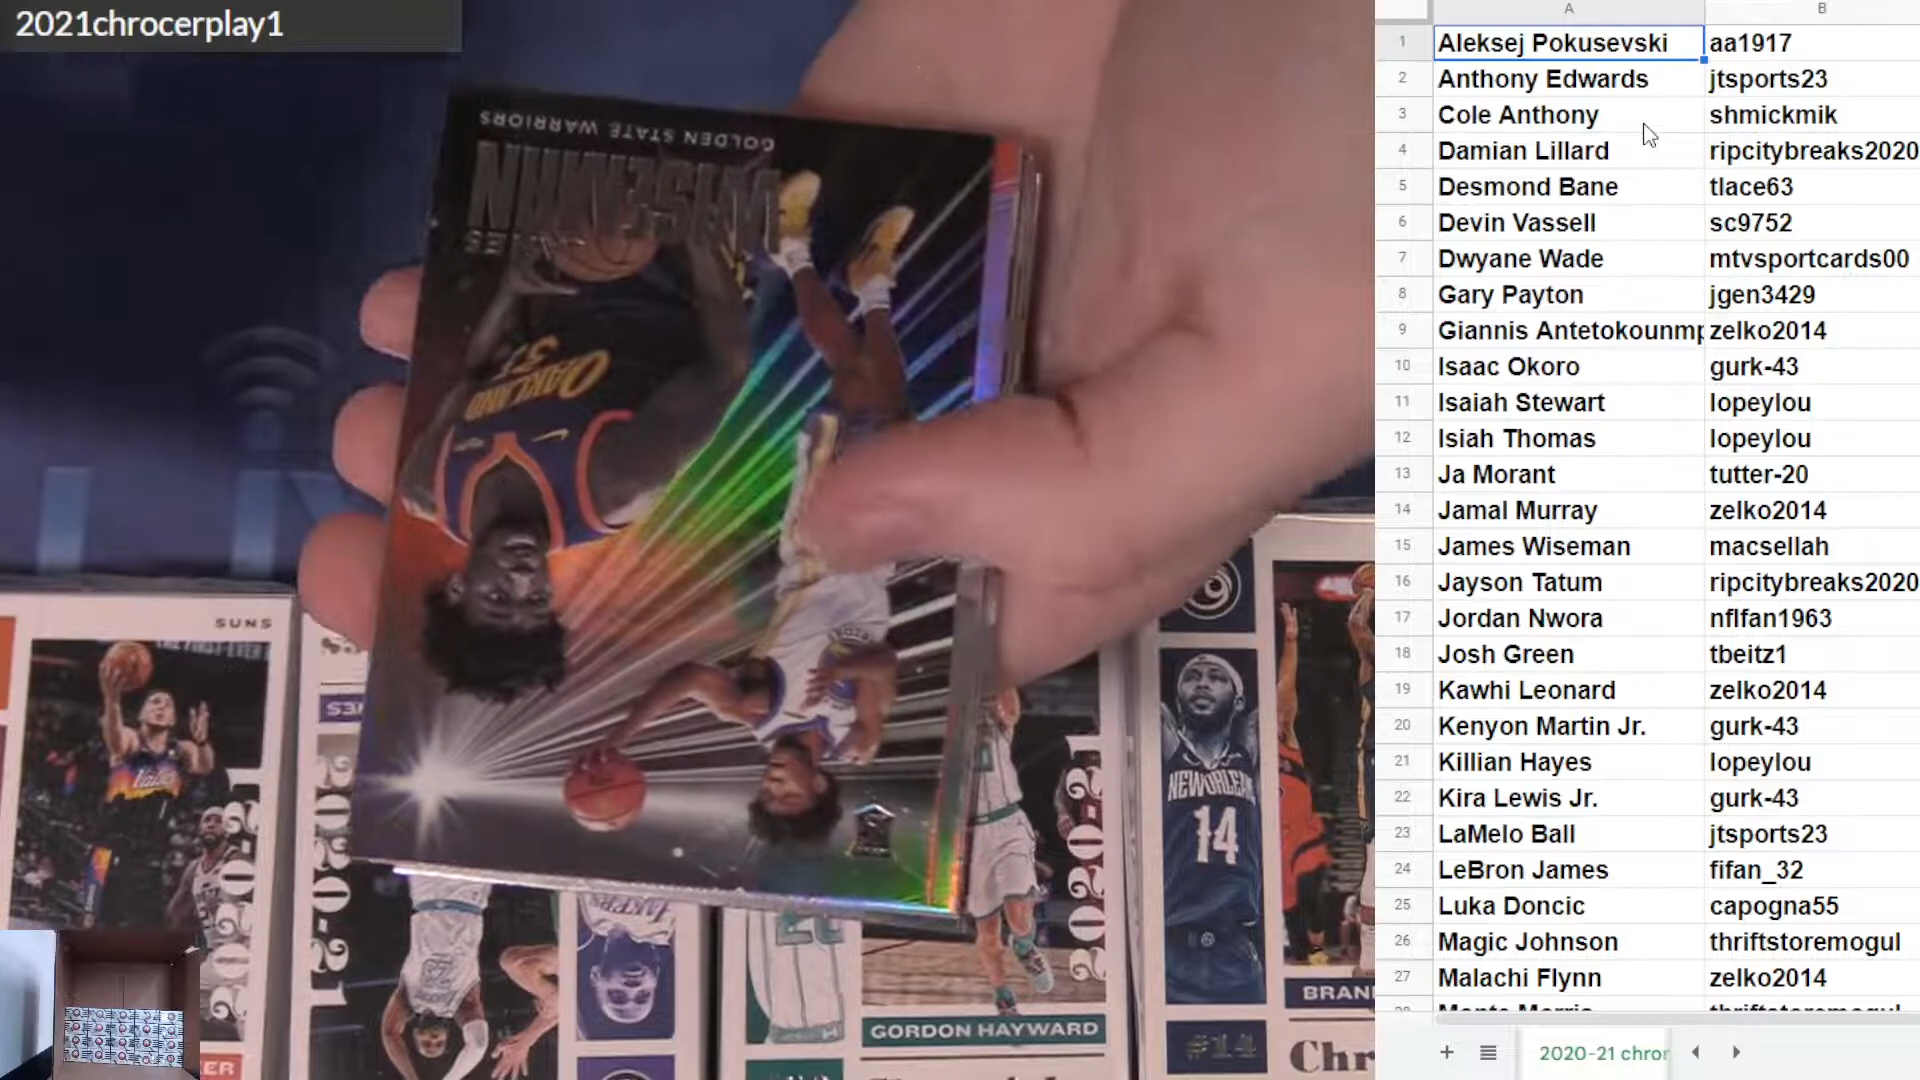 2021chrocerplay1
GOLDEN STATE WARRIORS
WISEMAN
OAKLAND
SUNS
2020-21
NEW ORLEANS
14
GORDON HAYWARD
2020-21
BRAN
#14
Chr
A B
1 Aleksej Pokusevski aa1917
2 Anthony Edwards jtsports23
3 Cole Anthony shmickmik
4 Damian Lillard ripcitybreaks2020
5 Desmond Bane tlace63
6 Devin Vassell sc9752
7 Dwyane Wade mtvsportcards00
8 Gary Payton jgen3429
9 Giannis Antetokounmp zelko2014
10 Isaac Okoro gurk-43
11 Isaiah Stewart lopeylou
12 Isiah Thomas lopeylou
13 Ja Morant tutter-20
14 Jamal Murray zelko2014
15 James Wiseman macsellah
16 Jayson Tatum ripcitybreaks2020
17 Jordan Nwora nflfan1963
18 Josh Green tbeitz1
19 Kawhi Leonard zelko2014
20 Kenyon Martin Jr. gurk-43
21 Killian Hayes lopeylou
22 Kira Lewis Jr. gurk-43
23 LaMelo Ball jtsports23
24 LeBron James fifan_32
25 Luka Doncic capogna55
26 Magic Johnson thriftstoremogul
27 Malachi Flynn zelko2014
2020-21 chror